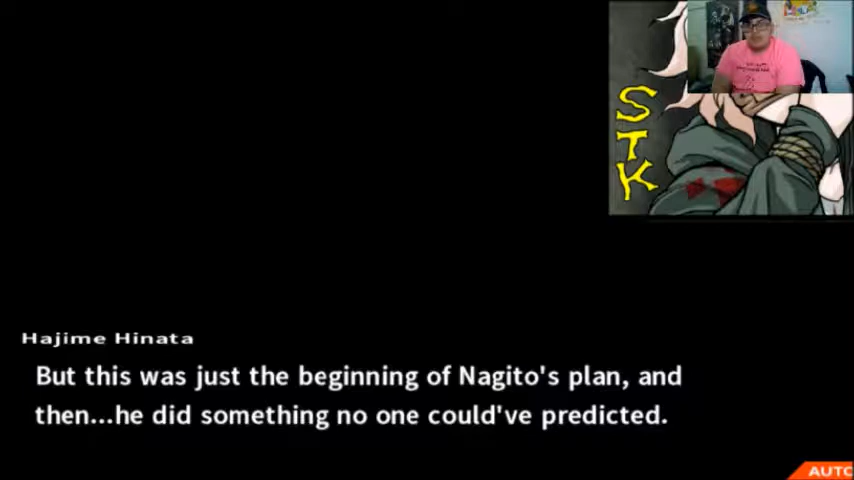 STK
Hajime Hinata
But this was just the beginning of Nagito's plan, and
then...he did something no one could've predicted.
AUTO